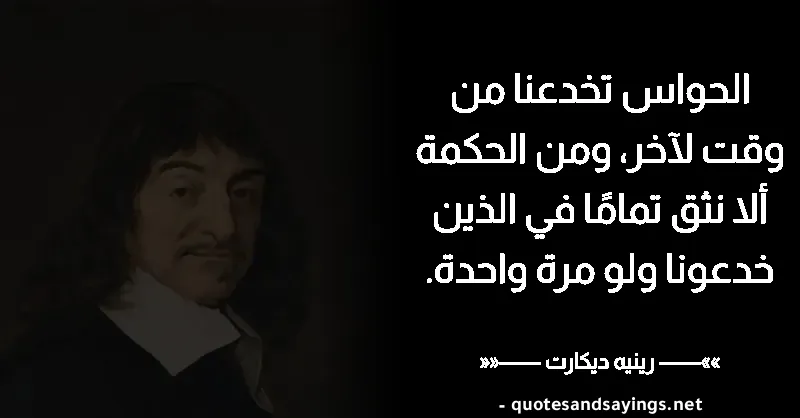 الحواس تخدعنا من
وقت لآخر، ومن الحكمة
ألا نثق تمامًا في الذين
خدعونا ولو مرة واحدة.
»»—— رينيه ديكارت ——««
- quotesandsayings.net